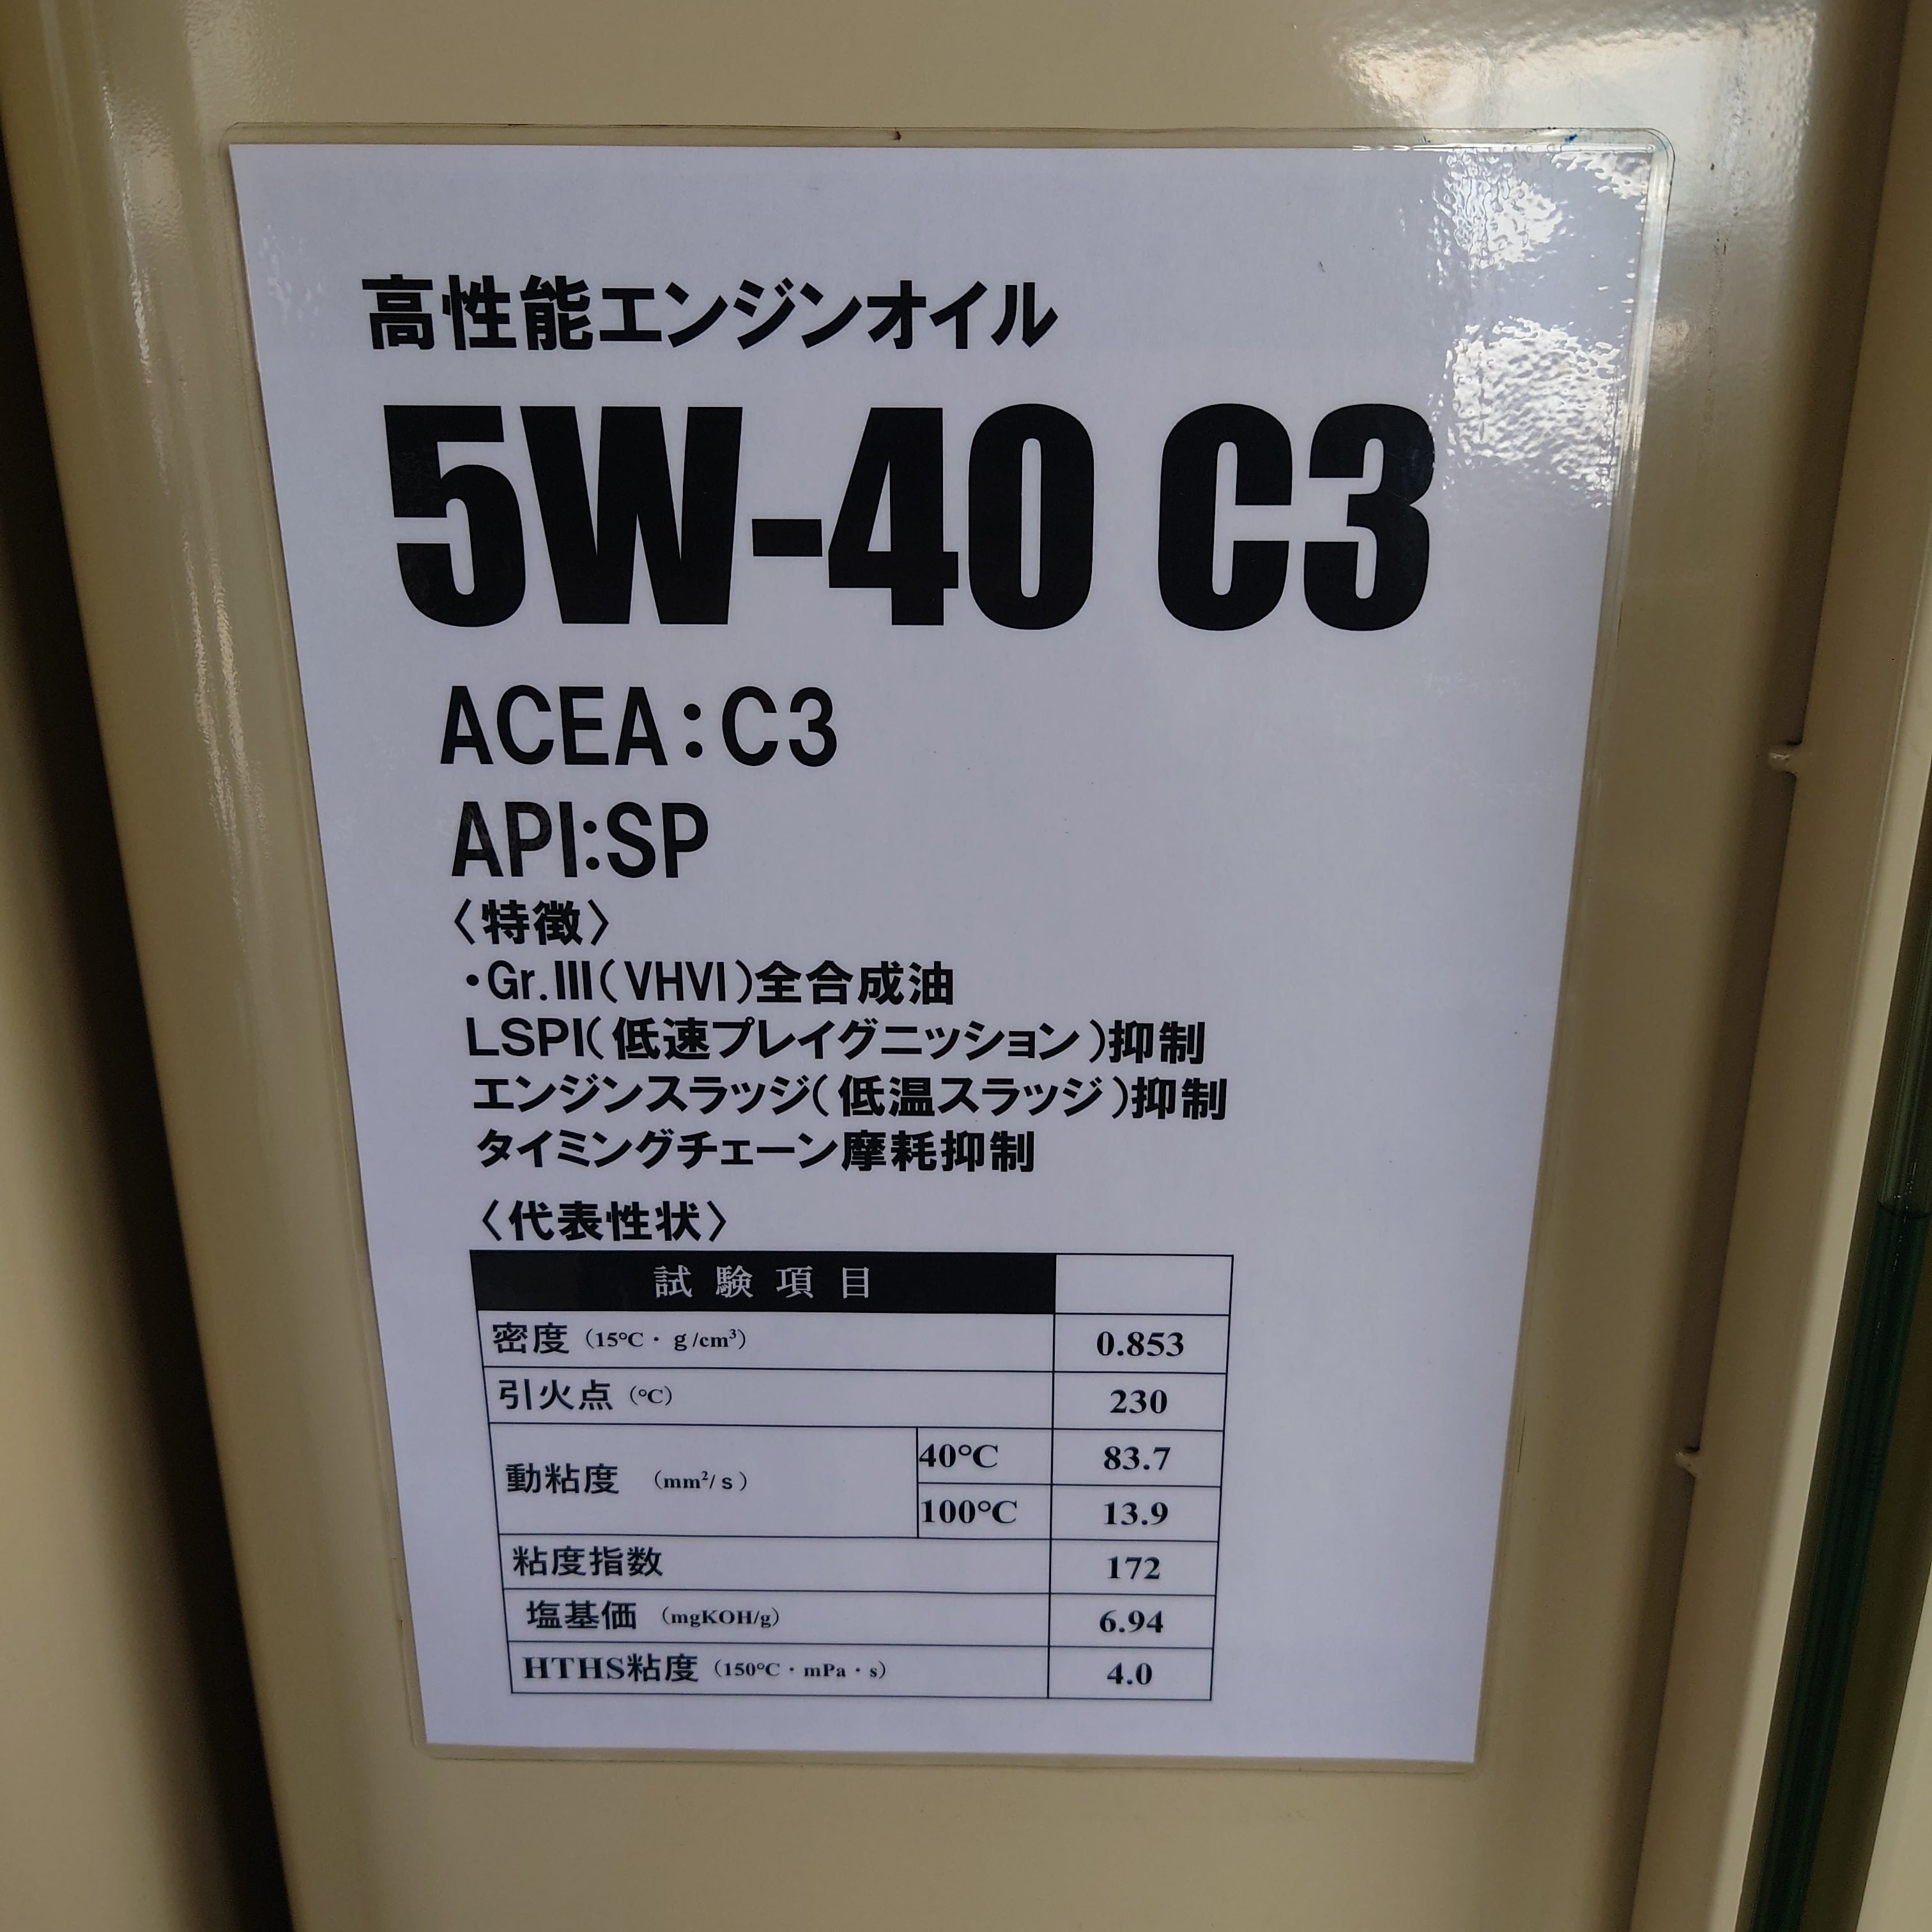 高性能エンジンオイル
5W-40 C3
ACEA:C3
API:SP
〈特徴〉
・Gr.III(VHVI)全合成油
LSPI(低速プレイグニッション)抑制
エンジンスラッジ(低温スラッジ)抑制
タイミングチェーン摩耗抑制
〈代表性状〉
試験項目
密度 (15℃・g/cm³) 0.853
引火点 (℃) 230
動粘度 (mm²/s) 40℃ 83.7
100℃ 13.9
粘度指数 172
塩基価 (mgKOH/g) 6.94
HTHS粘度 (150℃・mPa・s) 4.0